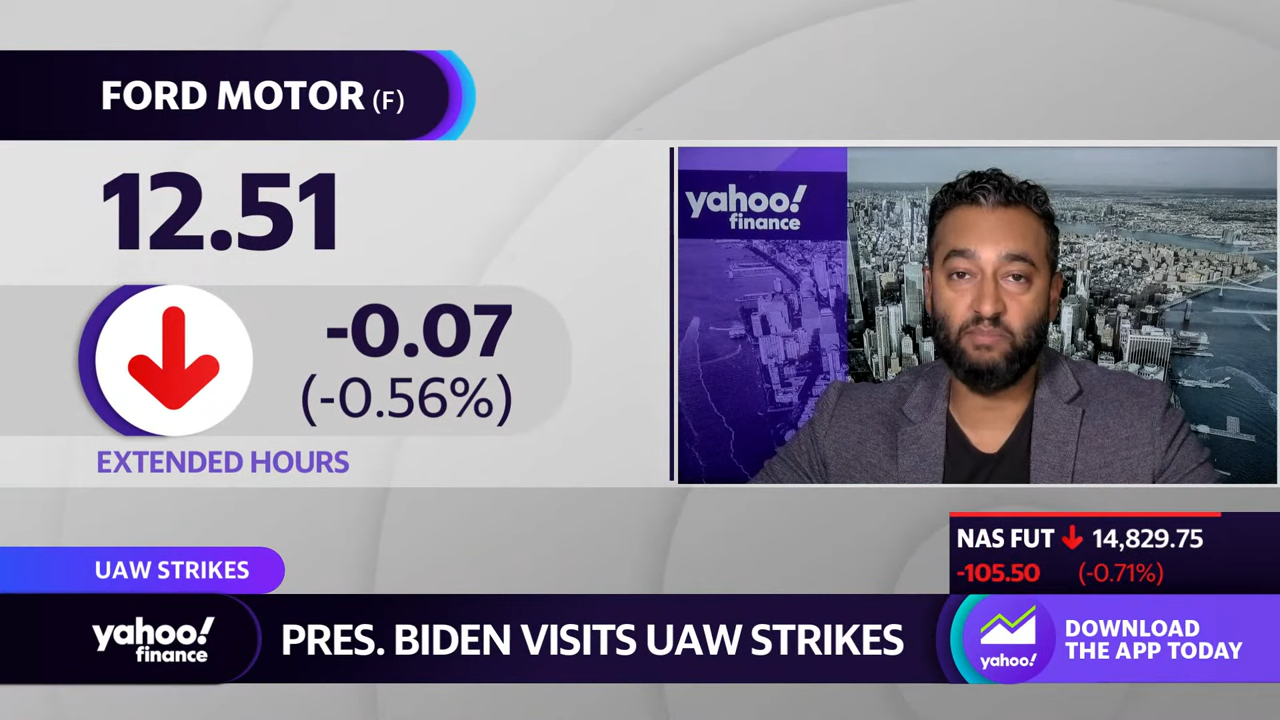 FORD MOTOR (F)
12.51
-0.07
(-0.56%)
EXTENDED HOURS
yahoo!
finance
NAS FUT 14,829.75
-105.50 (-0.71%)
UAW STRIKES
yahoo!
finance
PRES. BIDEN VISITS UAW STRIKES
yahoo!
DOWNLOAD
THE APP TODAY